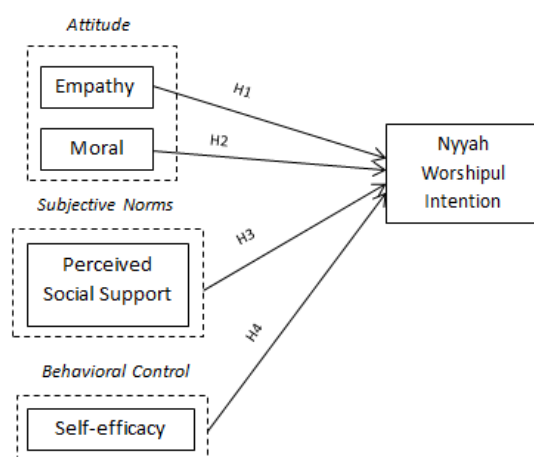 Attitude
Empathy
H1
Moral
H2
Nyyah
Worshipul
Intention
Subjective Norms
Perceived
Social Support
H3
H4
Behavioral Control
Self-efficacy